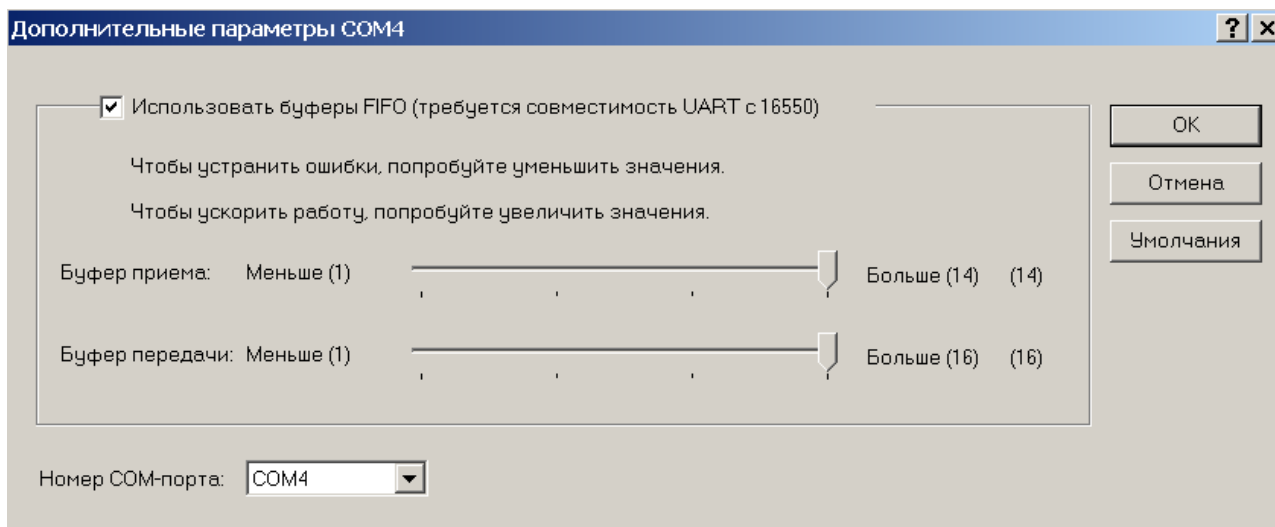 Дополнительные параметры COM4
Использовать буферы FIFO (требуется совместимость UART с 16550)
OK
Чтобы устранить ошибки, попробуйте уменьшить значения.
Отмена
Чтобы ускорить работу, попробуйте увеличить значения.
Умолчания
Буфер приема: Меньше (1) Больше (14) (14)
Буфер передачи: Меньше (1) Больше (16) (16)
Номер COM-порта: COM4